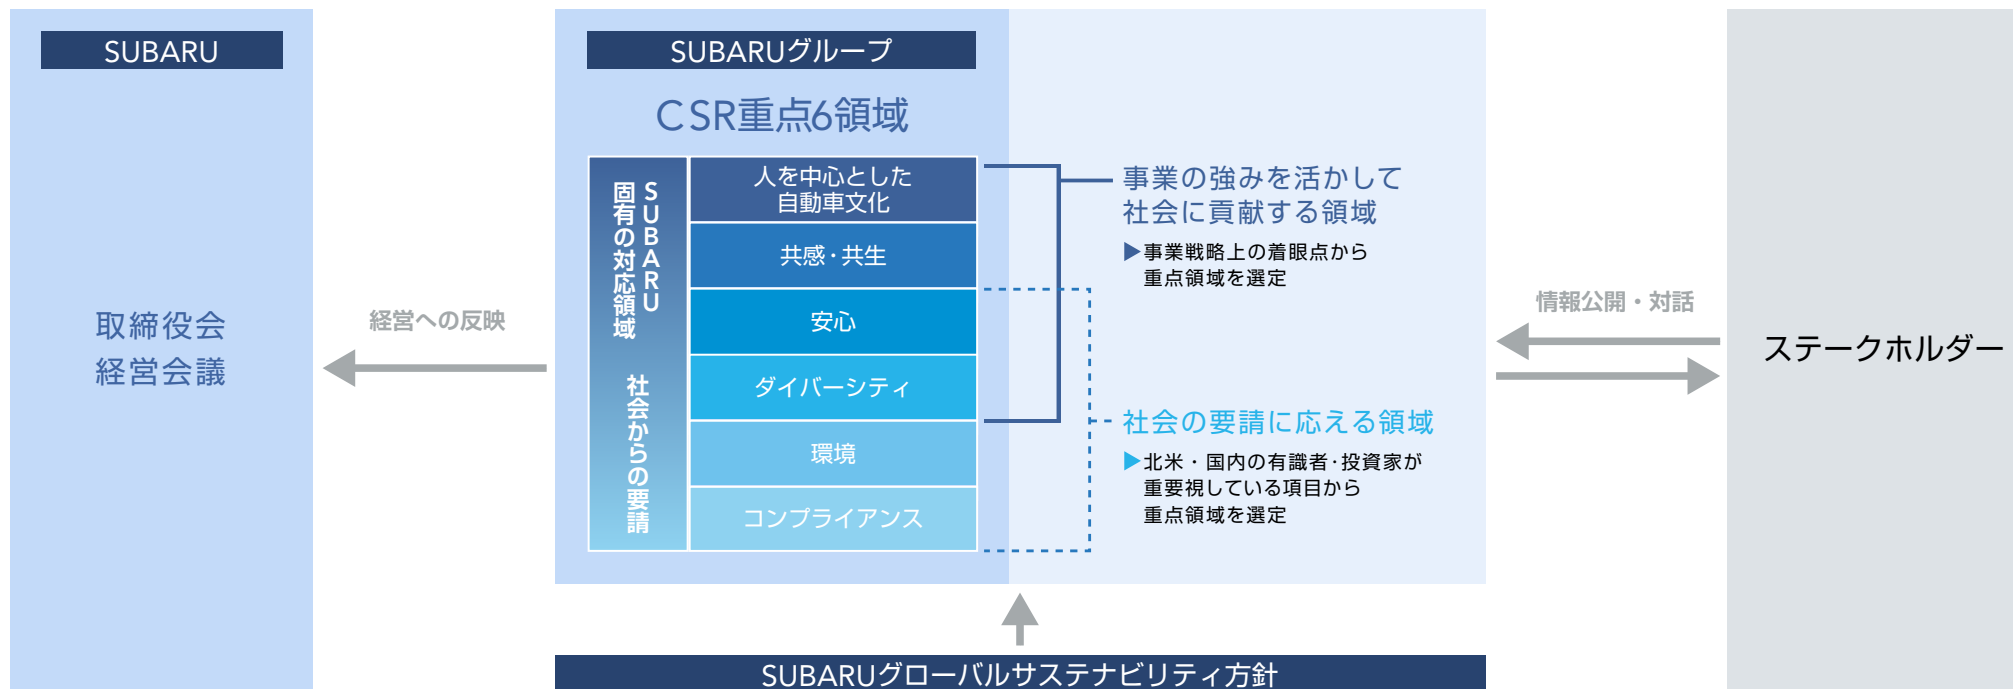 SUBARU
取締役会
経営会議
経営への反映
SUBARUグループ
CSR重点6領域
SUBARU
固有の対応領域
社会からの要請
人を中心とした
自動車文化
共感・共生
安心
ダイバーシティ
環境
コンプライアンス
事業の強みを活かして
社会に貢献する領域
▶事業戦略上の着眼点から
重点領域を選定
社会の要請に応える領域
▶北米・国内の有識者・投資家が
重要視している項目から
重点領域を選定
情報公開・対話
ステークホルダー
SUBARUグローバルサステナビリティ方針